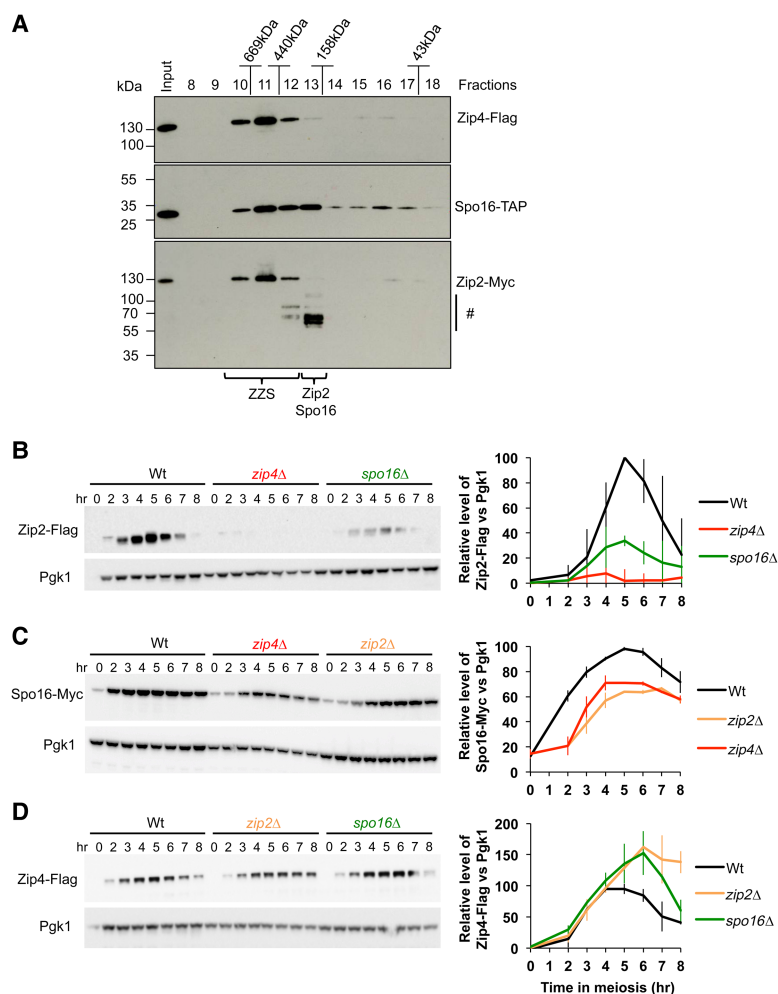 A
669kDa 440kDa 158kDa 43kDa
kDa Input 8 9 10 11 12 13 14 15 16 17 18 Fractions
130
100
Zip4-Flag
55
35
25
Spo16-TAP
130
100
70
55
35
Zip2-Myc
#
ZZS Zip2
Spo16
B
Wt zip4Δ spo16Δ
hr 0 2 3 4 5 6 7 8 0 2 3 4 5 6 7 8 0 2 3 4 5 6 7 8
Zip2-Flag
Pgk1
Relative level of
Zip2-Flag vs Pgk1
100
80
60
40
20
0
0 1 2 3 4 5 6 7 8
Wt
zip4Δ
spo16Δ
C
Wt zip4Δ zip2Δ
hr 0 2 3 4 5 6 7 8 0 2 3 4 5 6 7 8 0 2 3 4 5 6 7 8
Spo16-Myc
Pgk1
Relative level of
Spo16-Myc vs Pgk1
100
80
60
40
20
0
0 1 2 3 4 5 6 7 8
Wt
zip2Δ
zip4Δ
D
Wt zip2Δ spo16Δ
hr 0 2 3 4 5 6 7 8 0 2 3 4 5 6 7 8 0 2 3 4 5 6 7 8
Zip4-Flag
Pgk1
Relative level of
Zip4-Flag vs Pgk1
200
150
100
50
0
0 1 2 3 4 5 6 7 8
Time in meiosis (hr)
Wt
zip2Δ
spo16Δ